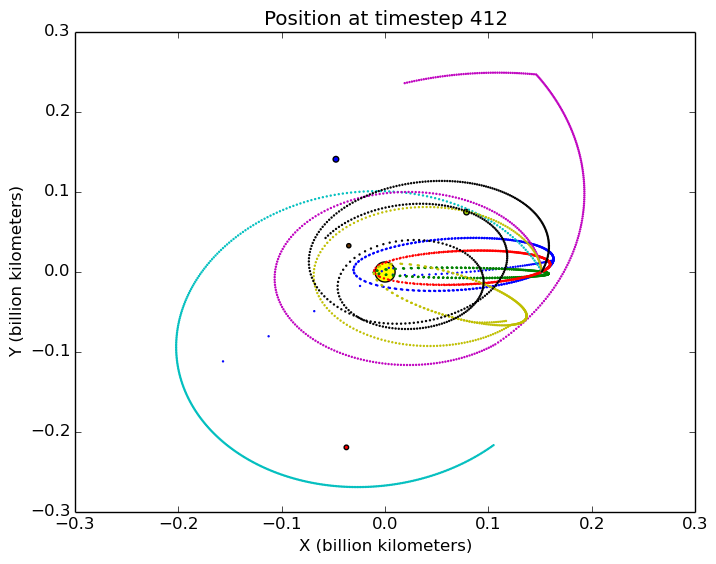 Position at timestep 412
0.3
0.2
0.1
0.0
−0.1
−0.2
−0.3
Y (billion kilometers)
−0.3 −0.2 −0.1 0.0 0.1 0.2 0.3
X (billion kilometers)